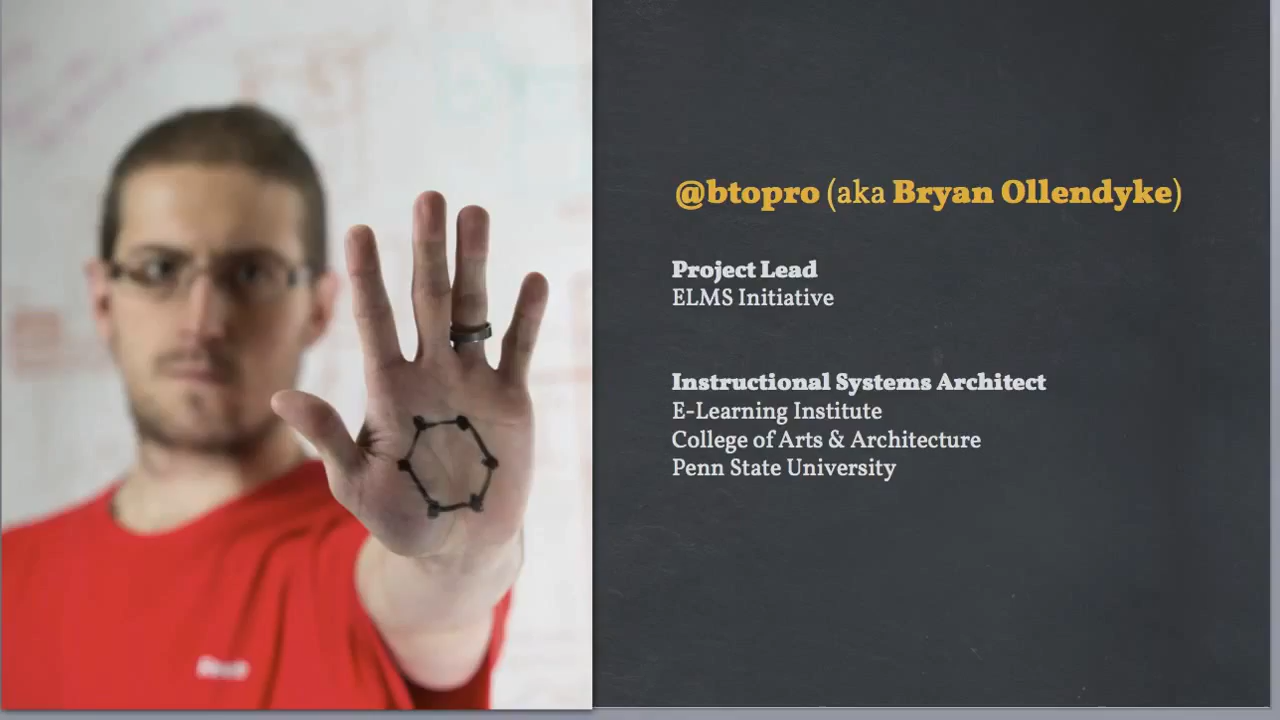 @btopro (aka Bryan Ollendyke)
Project Lead
ELMS Initiative
Instructional Systems Architect
E-Learning Institute
College of Arts & Architecture
Penn State University